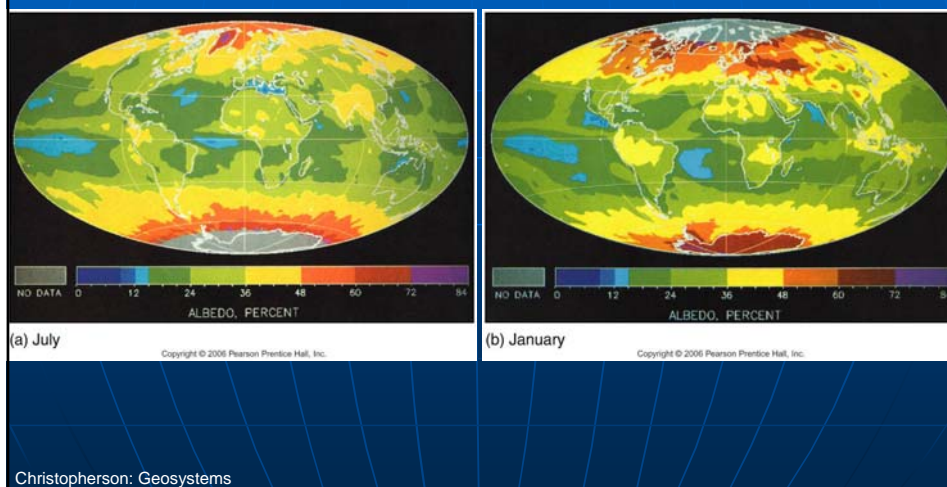 NO DATA
0 12 24 36 48 60 72 84
ALBEDO, PERCENT
(a) July
Copyright © 2006 Pearson Prentice Hall, Inc.
NO DATA
0 12 24 36 48 60 72
ALBEDO, PERCENT
(b) January
Copyright © 2006 Pearson Prentice Hall, Inc.
Christopherson: Geosystems